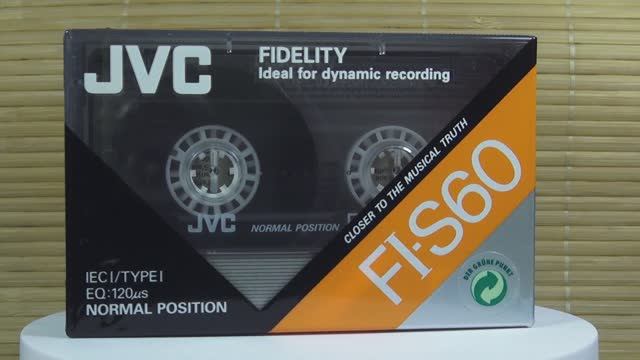 JVC
FIDELITY
Ideal for dynamic recording
JVC
NORMAL POSITION
CLOSER TO THE MUSICAL TRUTH
FI-S60
IEC I/TYPE I
EQ:120µs
NORMAL POSITION
DER GRÜNE PUNKT